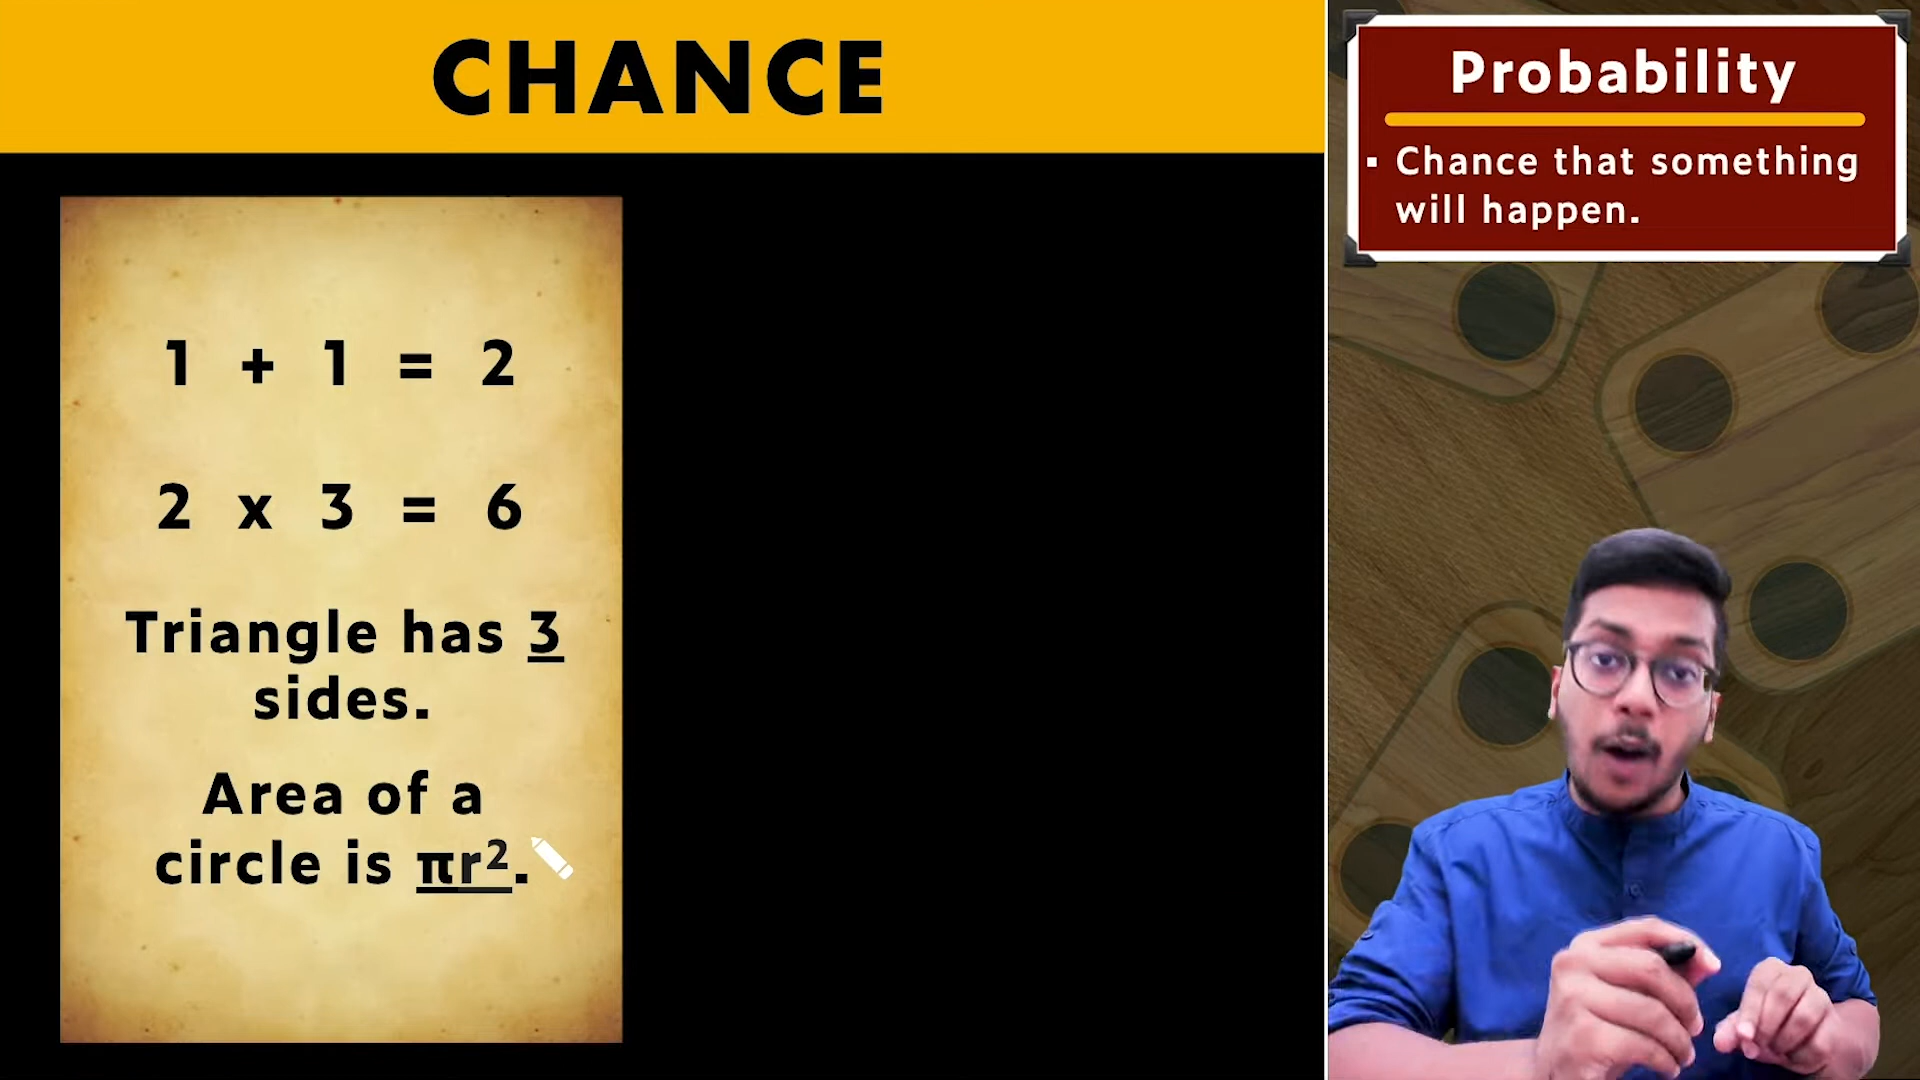 CHANCE
1 + 1 = 2
2 x 3 = 6
Triangle has 3
sides.
Area of a
circle is πr².
Probability
▪ Chance that something
will happen.